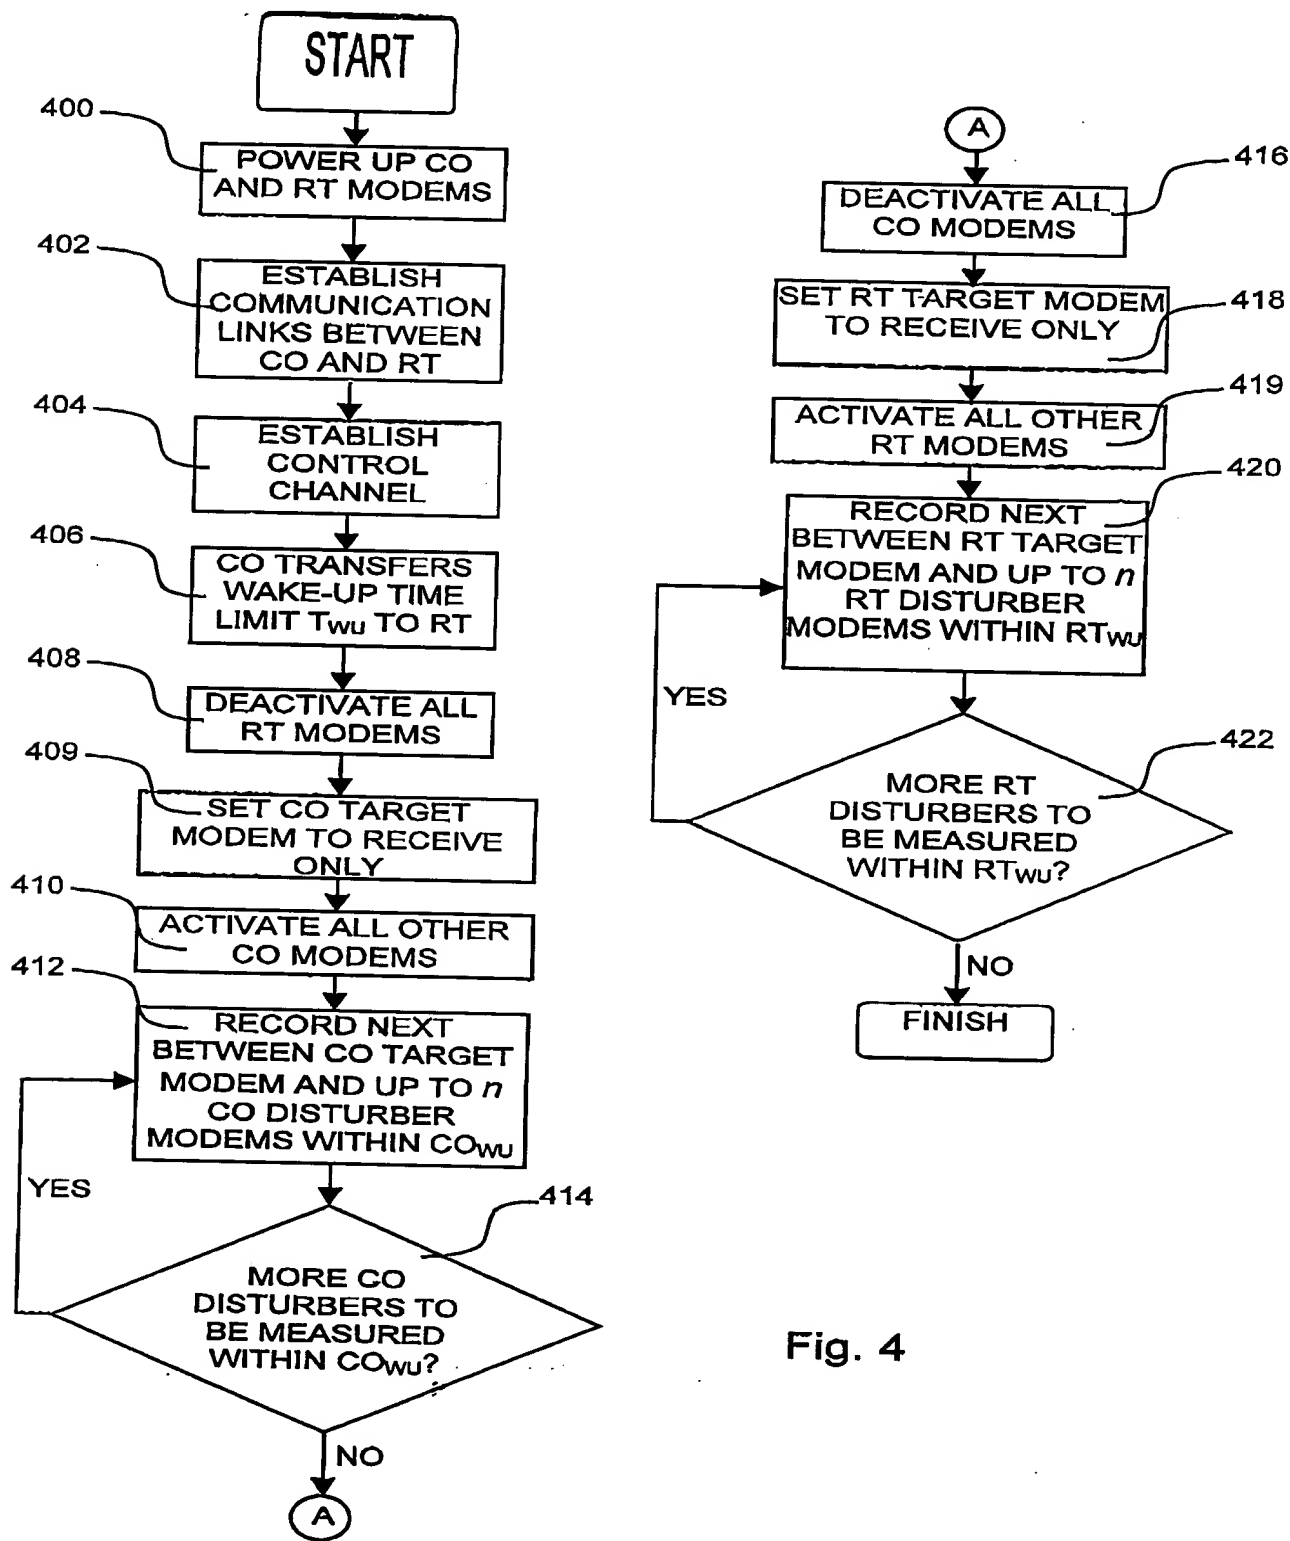 START
400
POWER UP CO
AND RT MODEMS
402
ESTABLISH
COMMUNICATION
LINKS BETWEEN
CO AND RT
404
ESTABLISH
CONTROL
CHANNEL
406
CO TRANSFERS
WAKE-UP TIME
LIMIT TWU TO RT
408
DEACTIVATE ALL
RT MODEMS
409
SET CO TARGET
MODEM TO RECEIVE
ONLY
410
ACTIVATE ALL OTHER
CO MODEMS
412
RECORD NEXT
BETWEEN CO TARGET
MODEM AND UP TO n
CO DISTURBER
MODEMS WITHIN COWU
YES
414
MORE CO
DISTURBERS TO
BE MEASURED
WITHIN COWU?
NO
A
A
416
DEACTIVATE ALL
CO MODEMS
SET RT TARGET MODEM
TO RECEIVE ONLY
418
419
ACTIVATE ALL OTHER
RT MODEMS
420
RECORD NEXT
BETWEEN RT TARGET
MODEM AND UP TO n
RT DISTURBER
MODEMS WITHIN RTWU
YES
422
MORE RT
DISTURBERS TO
BE MEASURED
WITHIN RTWU?
NO
FINISH
Fig. 4